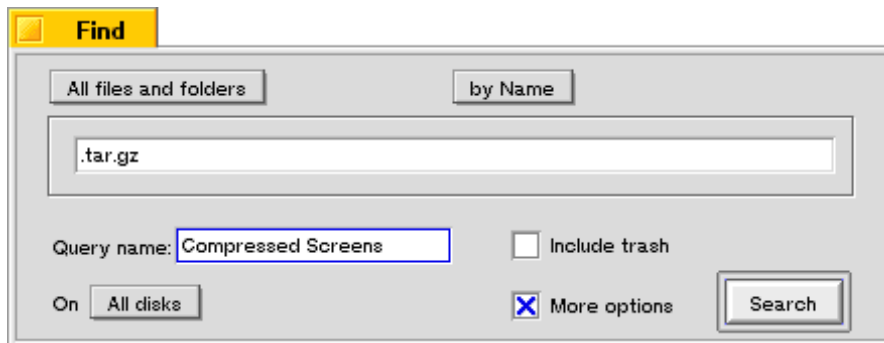 Find
All files and folders by Name
.tar.gz
Query name: Compressed Screens Include trash
On All disks More options Search